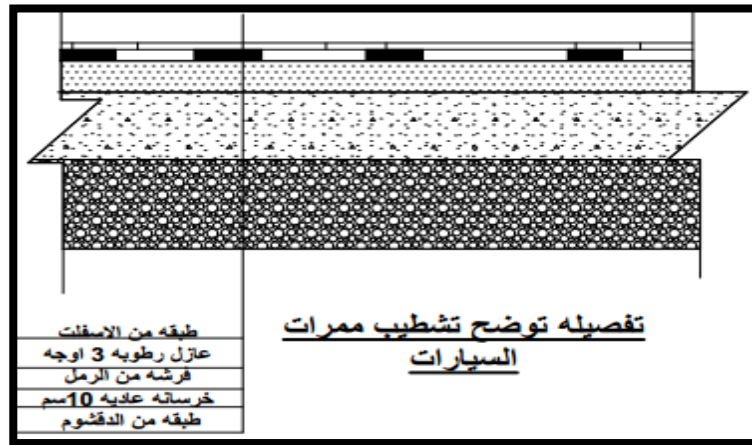 تفصيله توضح تشطيب ممرات
السيارات
طبقه من الاسفلت
عازل رطوبه 3 اوجه
فرشه من الرمل
خرسانه عاديه 10سم
طبقه من الدقشوم